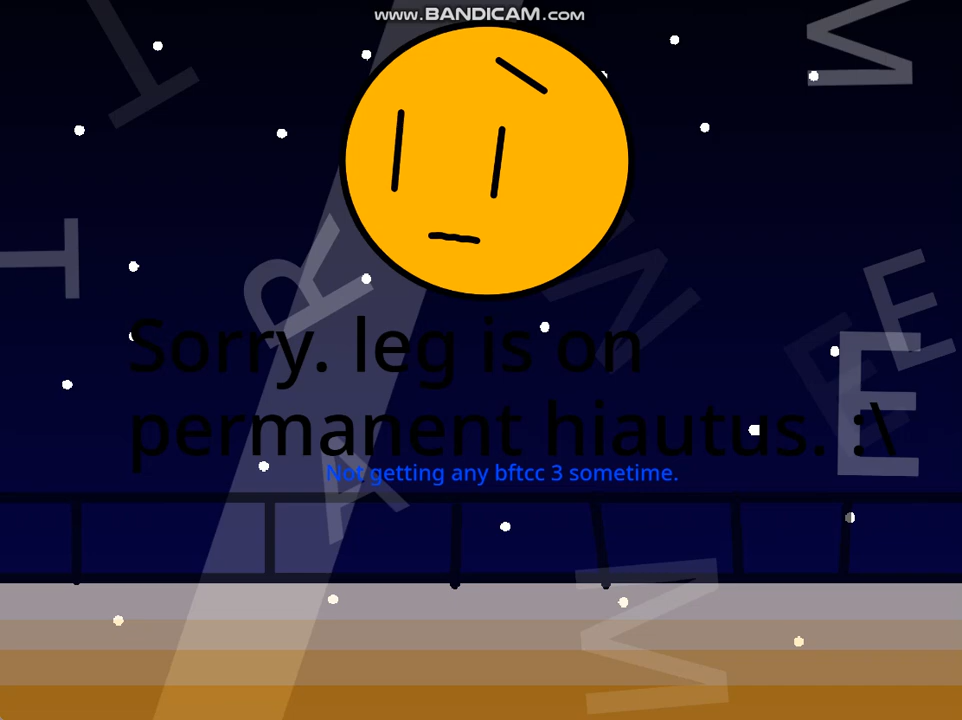 www.BANDICAM.com
T
M
T
R
M
E
E
E
Sorry. leg is on
permanent hiautus. :\
Not getting any bftcc 3 sometime.
A
M